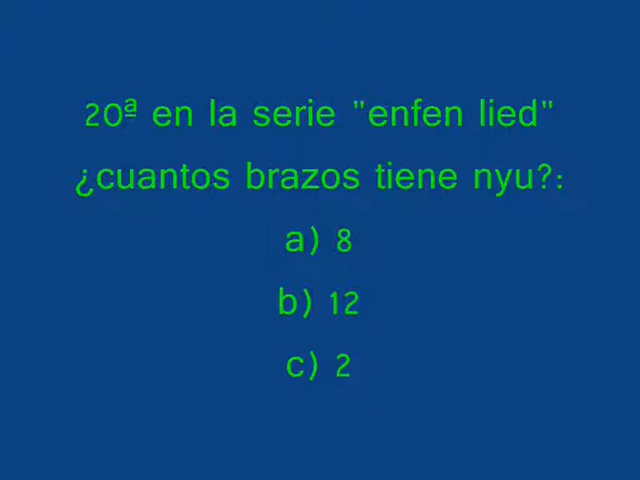 20ª en la serie "enfen lied"
¿cuantos brazos tiene nyu?:
a) 8
b) 12
c) 2